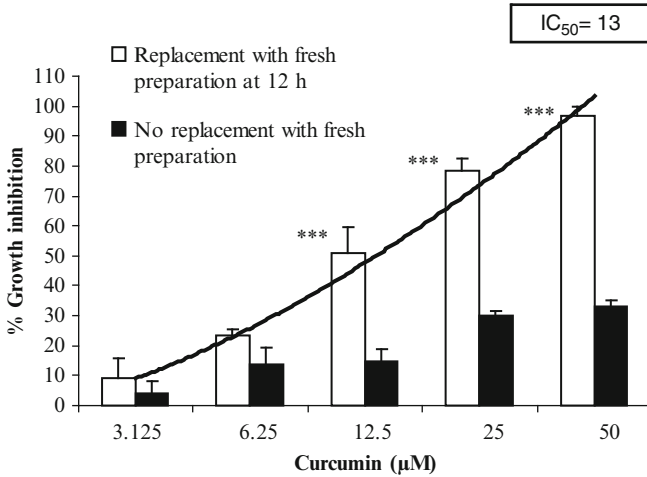 IC₅₀= 13
Replacement with fresh
preparation at 12 h
No replacement with fresh
preparation
110
100
90
80
70
60
50
40
30
20
10
0
% Growth inhibition
***
***
***
3.125 6.25 12.5 25 50
Curcumin (µM)